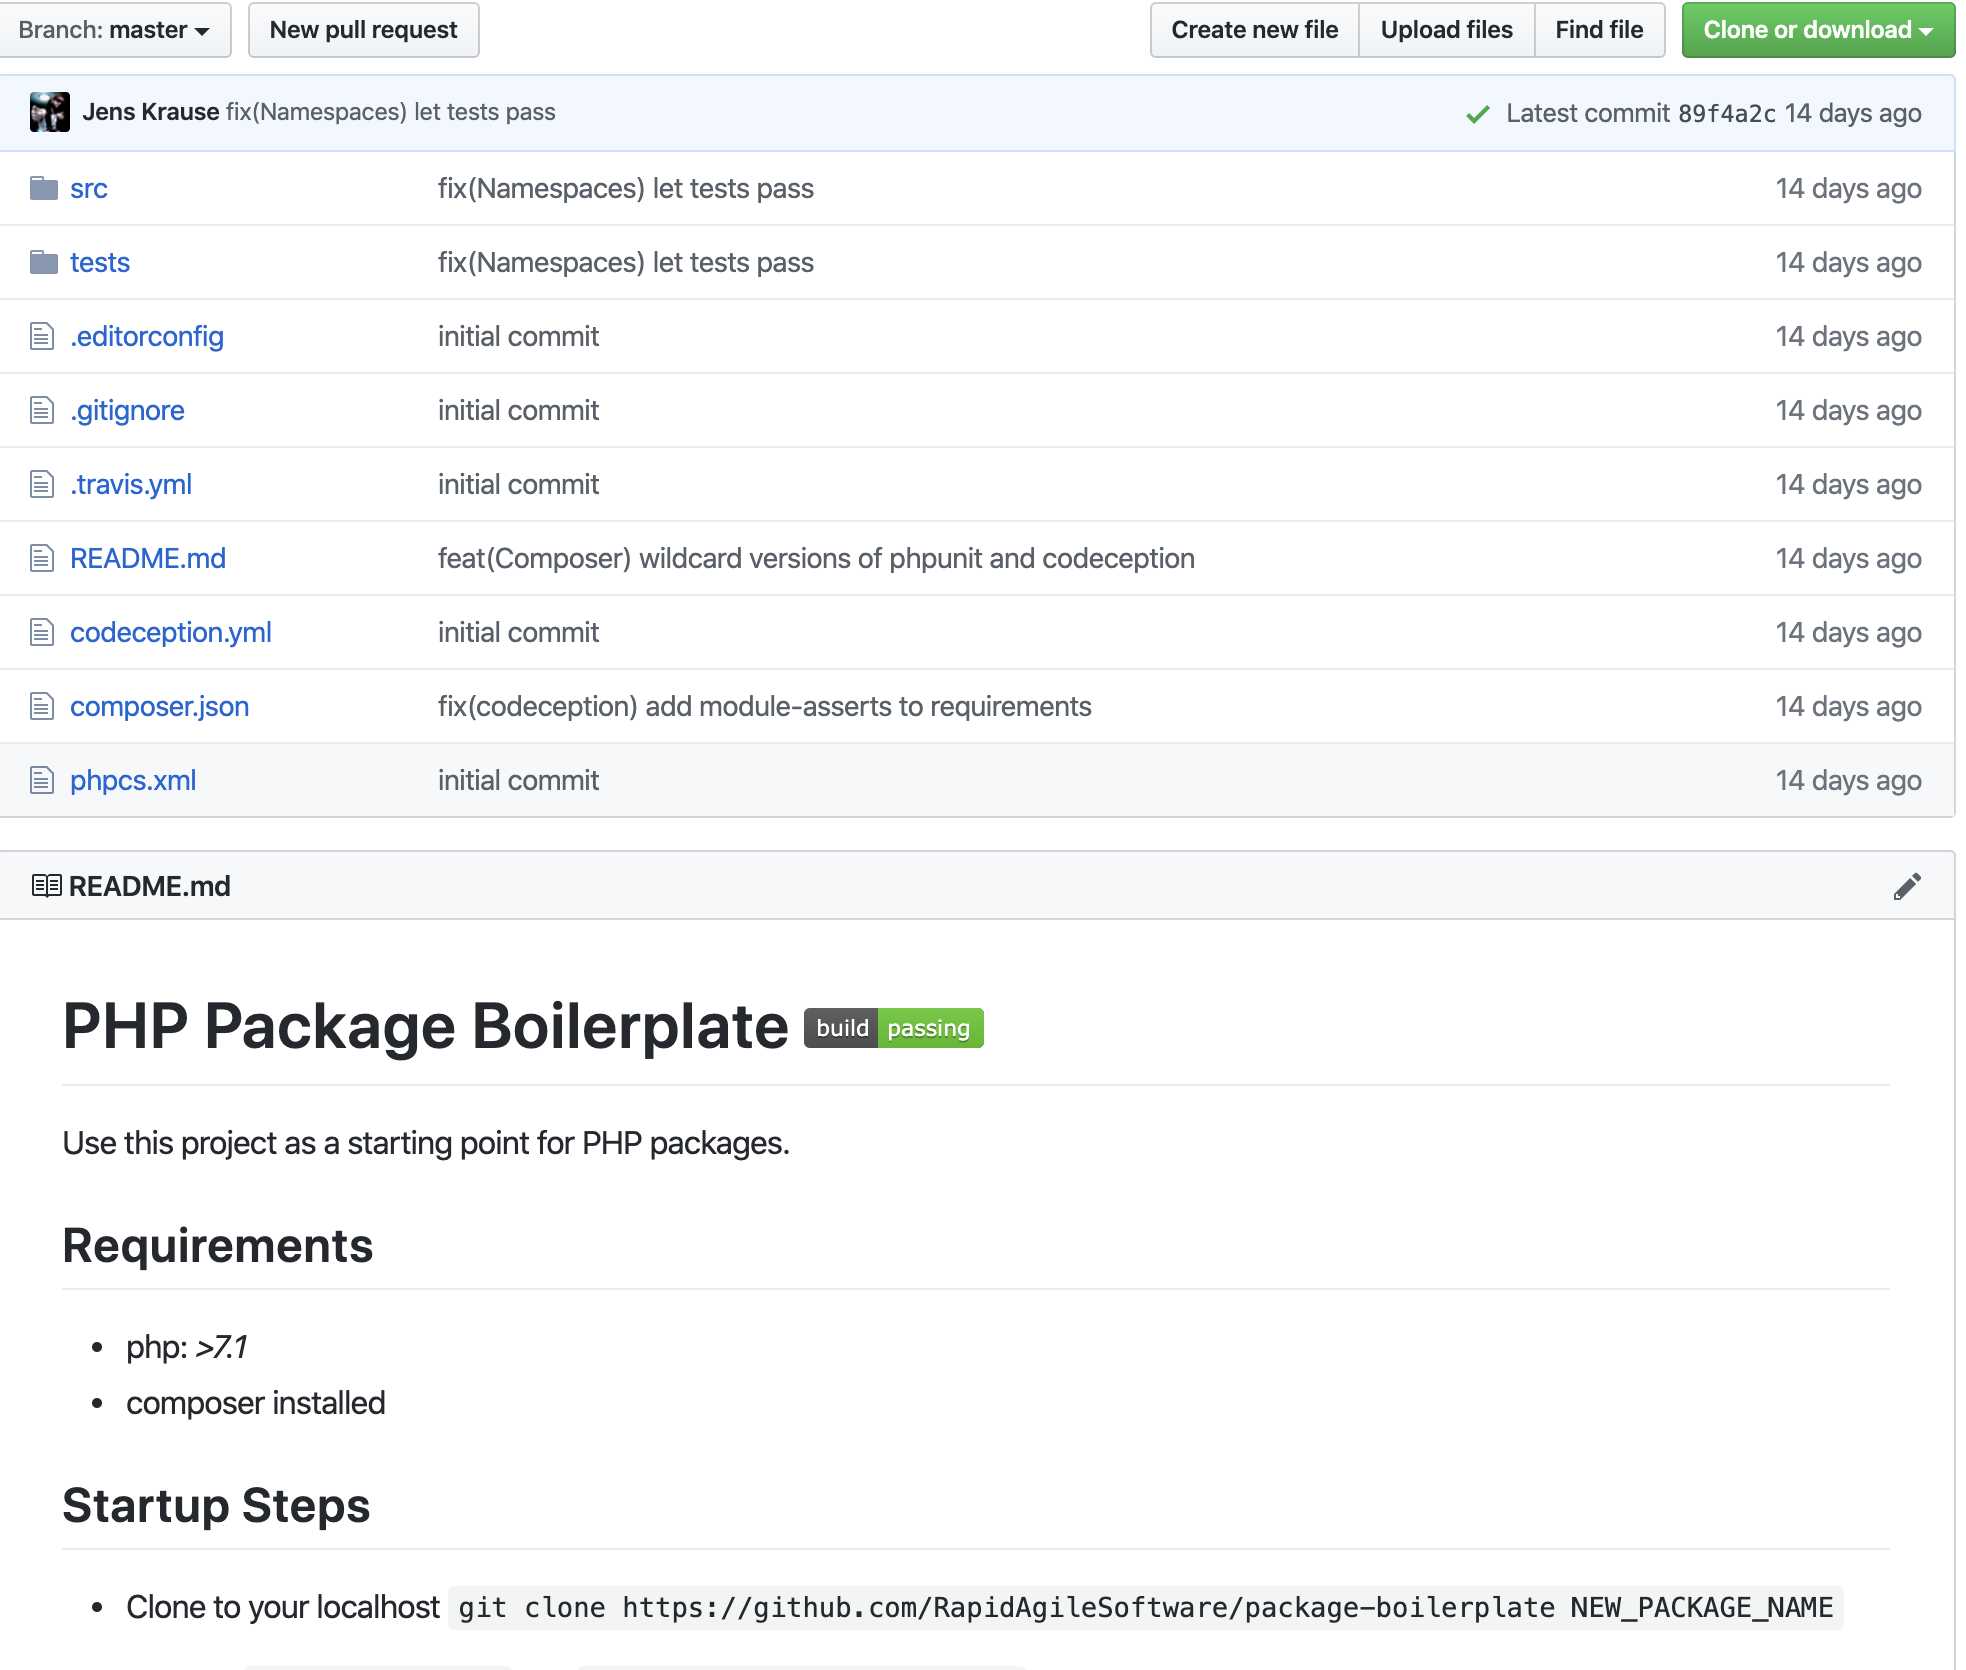 Branch: master New pull request Create new file Upload files Find file Clone or download
Jens Krause fix(Namespaces) let tests pass Latest commit 89f4a2c 14 days ago
src fix(Namespaces) let tests pass 14 days ago
tests fix(Namespaces) let tests pass 14 days ago
.editorconfig initial commit 14 days ago
.gitignore initial commit 14 days ago
.travis.yml initial commit 14 days ago
README.md feat(Composer) wildcard versions of phpunit and codeception 14 days ago
codeception.yml initial commit 14 days ago
composer.json fix(codeception) add module-asserts to requirements 14 days ago
phpcs.xml initial commit 14 days ago
README.md
PHP Package Boilerplate build passing
Use this project as a starting point for PHP packages.
Requirements
• php: >7.1
• composer installed
Startup Steps
• Clone to your localhost git clone https://github.com/RapidAgileSoftware/package-boilerplate NEW_PACKAGE_NAME